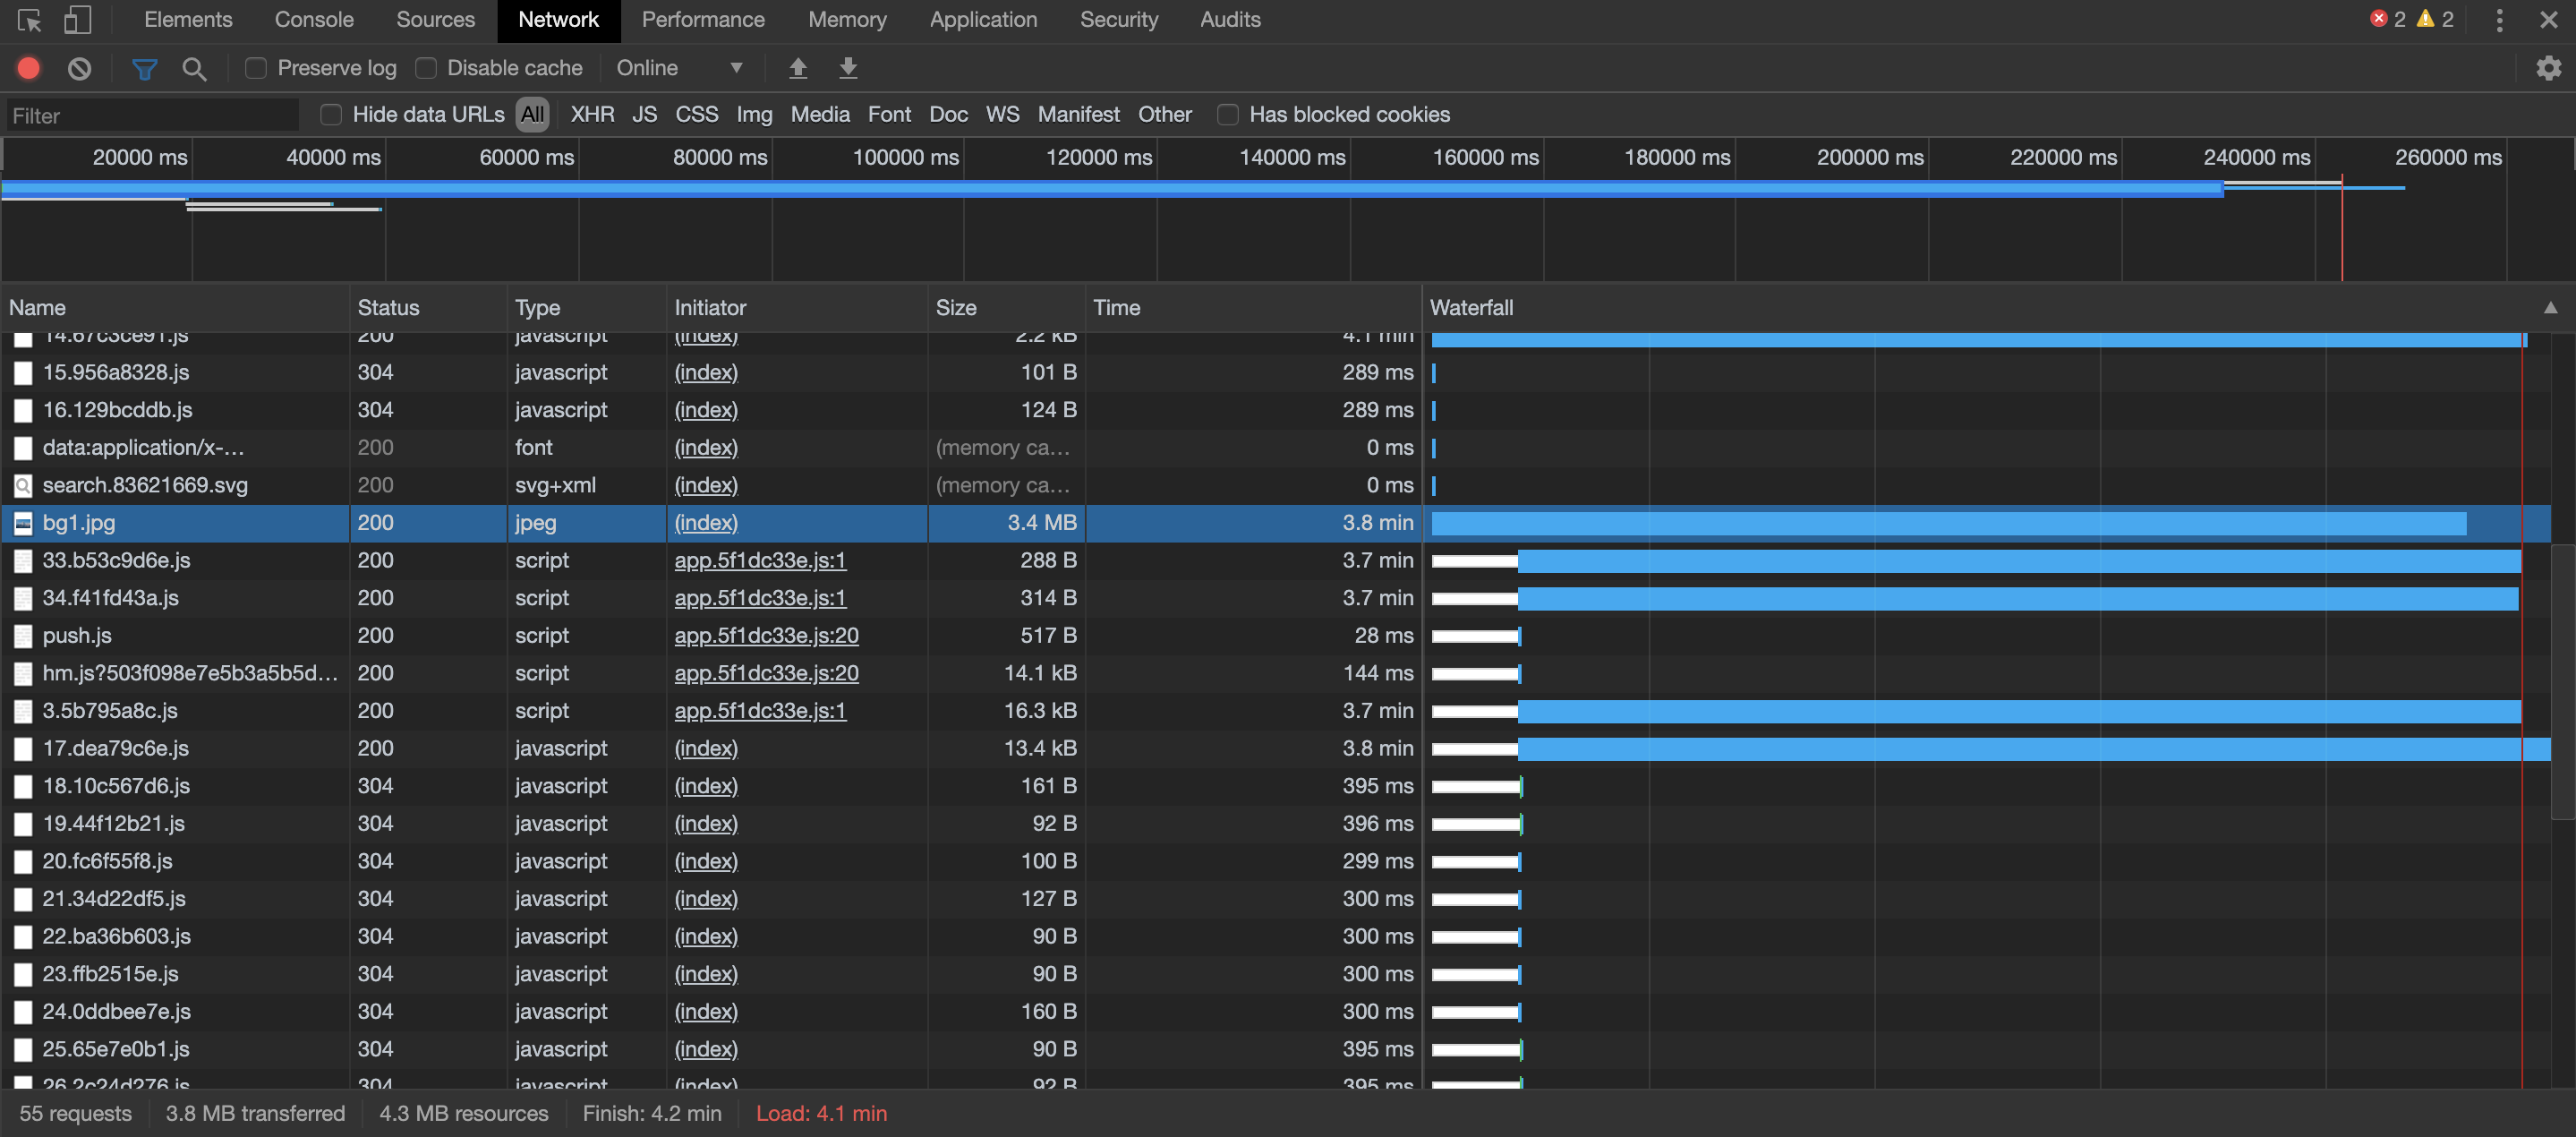 Elements Console Sources Network Performance Memory Application Security Audits 2 2
Preserve log Disable cache Online
Filter Hide data URLs All XHR JS CSS Img Media Font Doc WS Manifest Other Has blocked cookies
20000 ms 40000 ms 60000 ms 80000 ms 100000 ms 120000 ms 140000 ms 160000 ms 180000 ms 200000 ms 220000 ms 240000 ms 260000 ms
Name Status Type Initiator Size Time Waterfall
14.67c3ce91.js 200 javascript (index) 2.2 kB 4.1 min
15.956a8328.js 304 javascript (index) 101 B 289 ms
16.129bcddb.js 304 javascript (index) 124 B 289 ms
data:application/x-... 200 font (index) (memory ca... 0 ms
search.83621669.svg 200 svg+xml (index) (memory ca... 0 ms
bg1.jpg 200 jpeg (index) 3.4 MB 3.8 min
33.b53c9d6e.js 200 script app.5f1dc33e.js:1 288 B 3.7 min
34.f41fd43a.js 200 script app.5f1dc33e.js:1 314 B 3.7 min
push.js 200 script app.5f1dc33e.js:20 517 B 28 ms
hm.js?503f098e7e5b3a5b5d... 200 script app.5f1dc33e.js:20 14.1 kB 144 ms
3.5b795a8c.js 200 script app.5f1dc33e.js:1 16.3 kB 3.7 min
17.dea79c6e.js 200 javascript (index) 13.4 kB 3.8 min
18.10c567d6.js 304 javascript (index) 161 B 395 ms
19.44f12b21.js 304 javascript (index) 92 B 396 ms
20.fc6f55f8.js 304 javascript (index) 100 B 299 ms
21.34d22df5.js 304 javascript (index) 127 B 300 ms
22.ba36b603.js 304 javascript (index) 90 B 300 ms
23.ffb2515e.js 304 javascript (index) 90 B 300 ms
24.0ddbee7e.js 304 javascript (index) 160 B 300 ms
25.65e7e0b1.js 304 javascript (index) 90 B 395 ms
26.2c24d276.js 304 javascript (index) 92 B 395 ms
55 requests 3.8 MB transferred 4.3 MB resources Finish: 4.2 min Load: 4.1 min